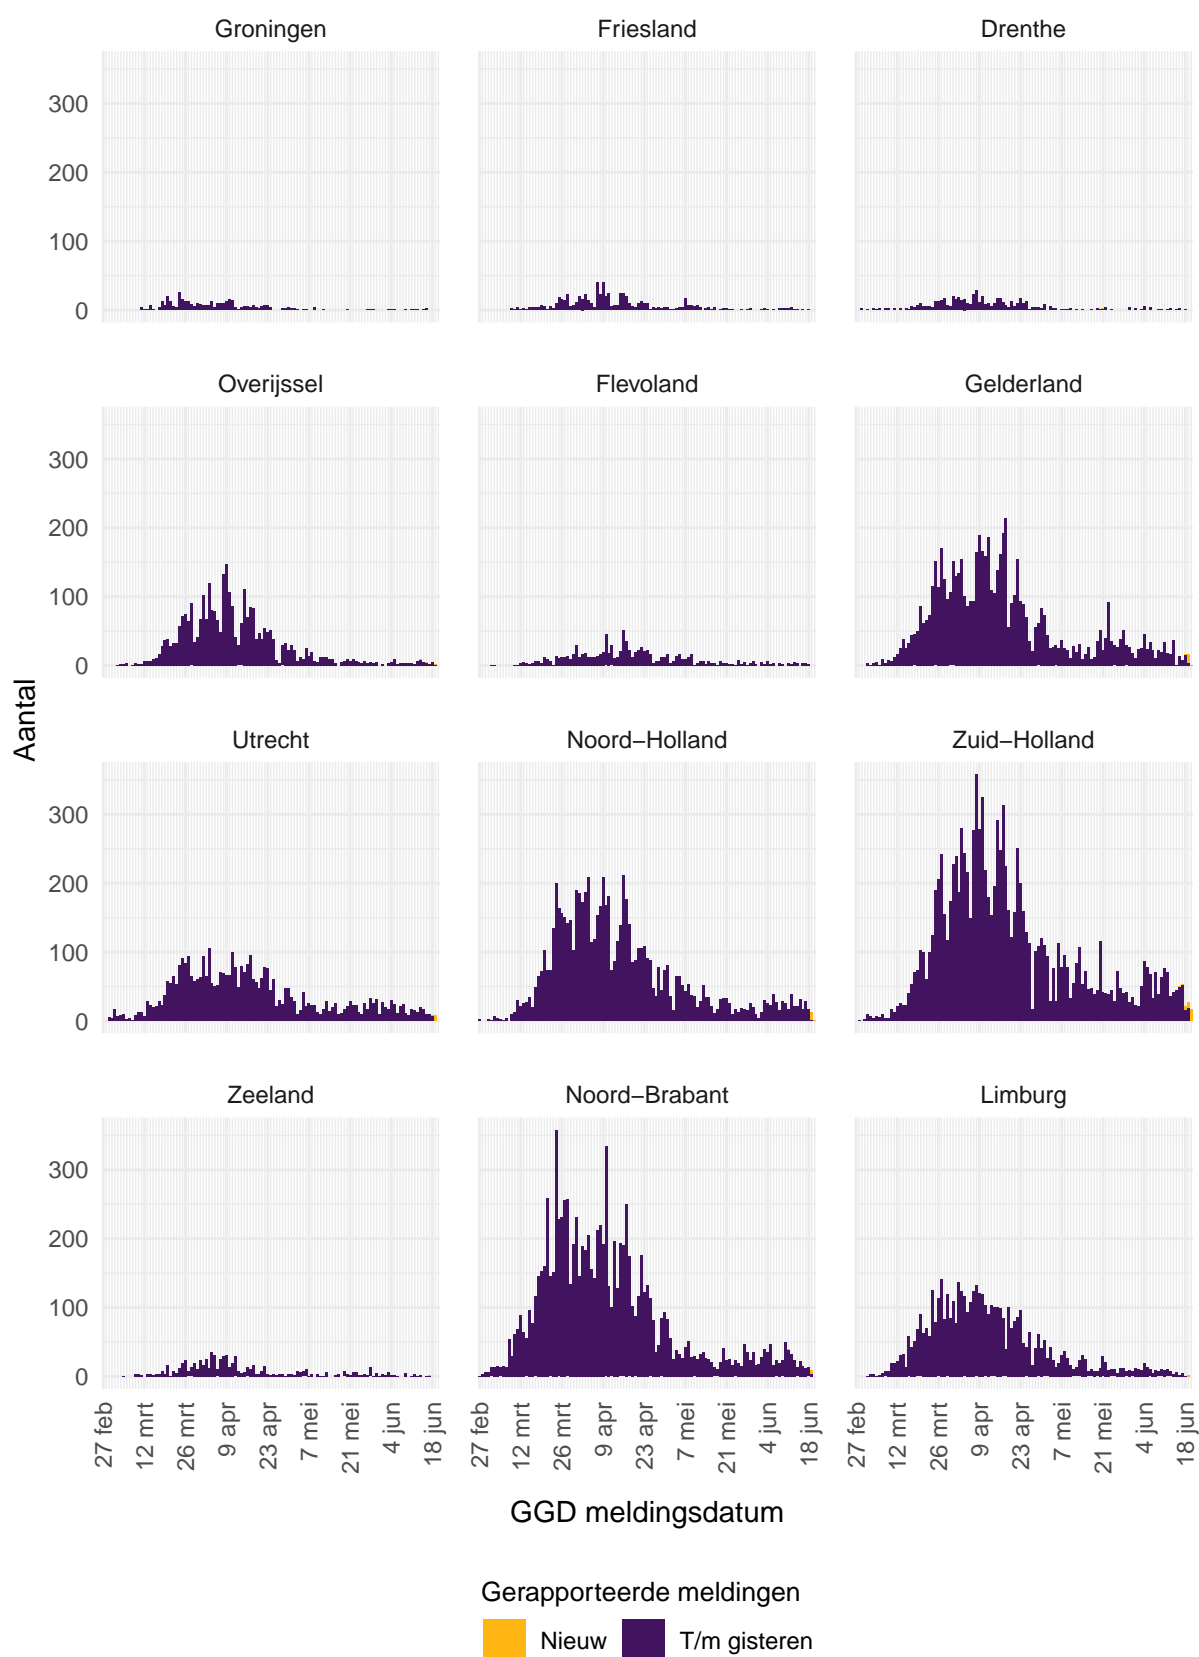 Groningen Friesland Drenthe
300
200
100
0
Overijssel Flevoland Gelderland
300
200
100
0
Aantal
Utrecht Noord–Holland Zuid–Holland
300
200
100
0
Zeeland Noord–Brabant Limburg
300
200
100
0
27 feb 12 mrt 26 mrt 9 apr 23 apr 7 mei 21 mei 4 jun 18 jun 27 feb 12 mrt 26 mrt 9 apr 23 apr 7 mei 21 mei 4 jun 18 jun 27 feb 12 mrt 26 mrt 9 apr 23 apr 7 mei 21 mei 4 jun 18 jun
GGD meldingsdatum
Gerapporteerde meldingen
Nieuw T/m gisteren